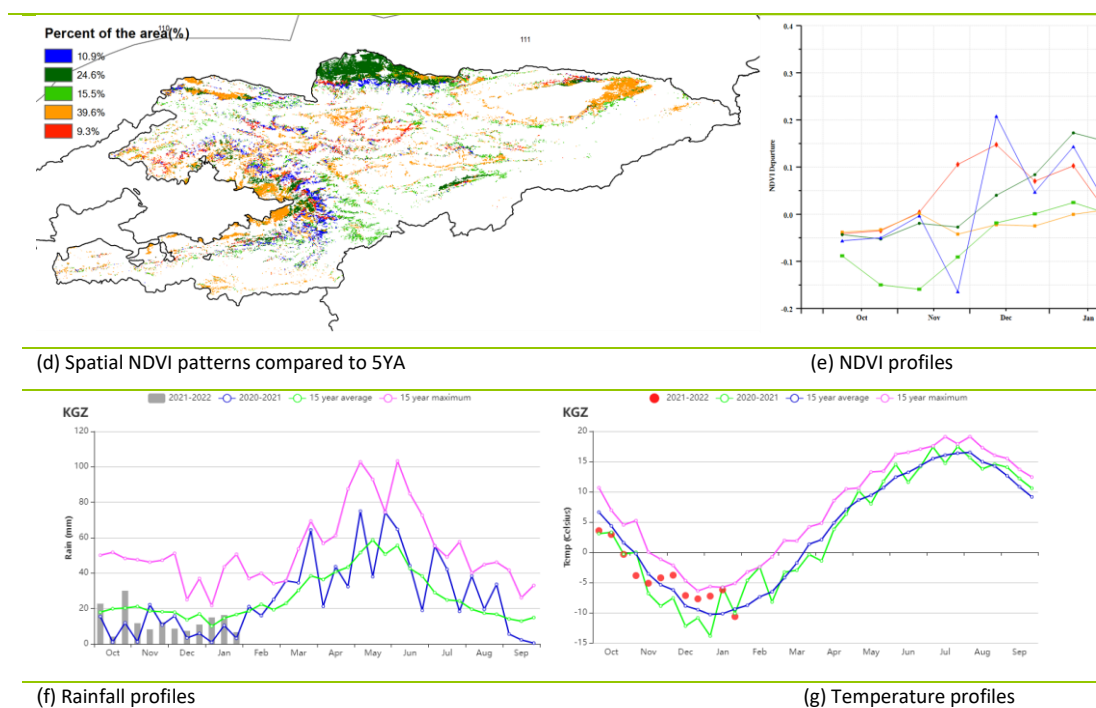 110
111
Percent of the area(%)
10.9%
24.6%
15.5%
39.6%
9.3%
0.4
0.3
0.2
0.1
0.0
-0.1
-0.2
NDVI Departure
Oct Nov Dec Jan
(d) Spatial NDVI patterns compared to 5YA
(e) NDVI profiles
2021-2022 2020-2021 15 year average 15 year maximum
KGZ
120
100
80
60
40
20
0
Rain (mm)
Oct Nov Dec Jan Feb Mar Apr May Jun Jul Aug Sep
2021-2022 2020-2021 15 year average 15 year maximum
KGZ
20
15
10
5
0
-5
-10
-15
Temp (Celsius)
Oct Nov Dec Jan Feb Mar Apr May Jun Jul Aug Sep
(f) Rainfall profiles
(g) Temperature profiles